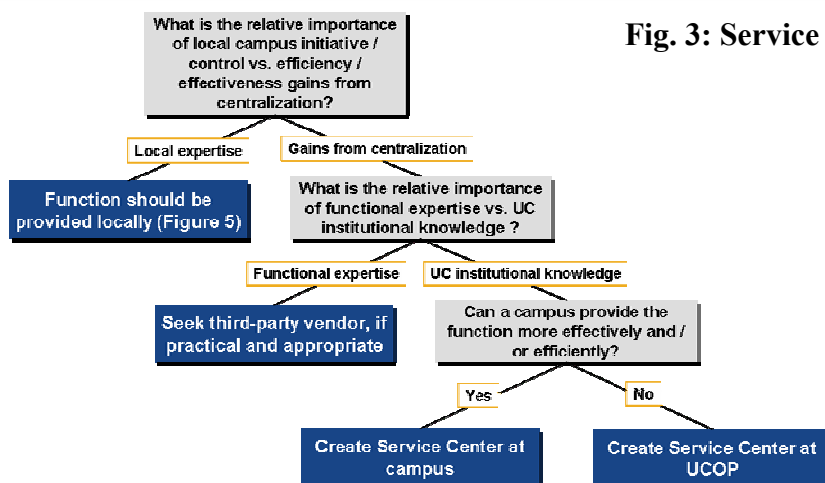 What is the relative importance
of local campus initiative /
control vs. efficiency /
effectiveness gains from
centralization?
Fig. 3: Service
Local expertise
Gains from centralization
Function should be
provided locally (Figure 5)
What is the relative importance
of functional expertise vs. UC
institutional knowledge ?
Functional expertise
UC institutional knowledge
Seek third-party vendor, if
practical and appropriate
Can a campus provide the
function more effectively and /
or efficiently?
Yes
No
Create Service Center at
campus
Create Service Center at
UCOP